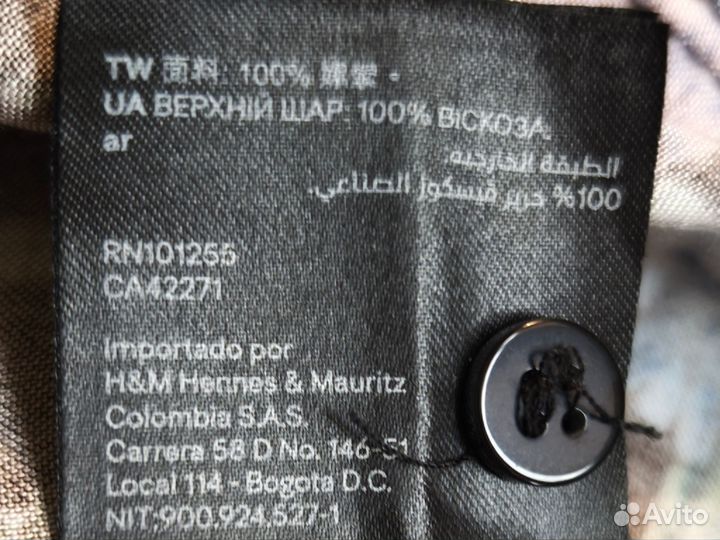 TW 面料: 100% 嫘縈。
UA ВЕРХНІЙ ШАР: 100% ВІСКОЗА.
ar
الطبقة الخارجية
100% حرير فيسكوز الصناعي.
RN101255
CA42271
Importado por
H&M Hennes & Mauritz
Colombia S.A.S.
Carrera 58 D No. 146-51
Local 114 - Bogota D.C.
NIT:900.924.527-1
Avito